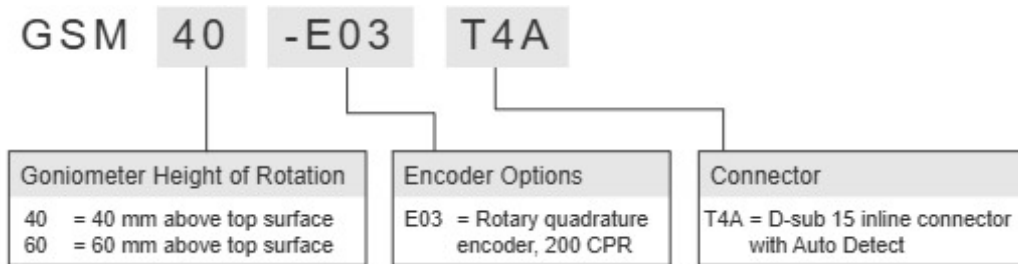 GSM 40 -E03 T4A
Goniometer Height of Rotation
40 = 40 mm above top surface
60 = 60 mm above top surface
Encoder Options
E03 = Rotary quadrature
encoder, 200 CPR
Connector
T4A = D-sub 15 inline connector
with Auto Detect